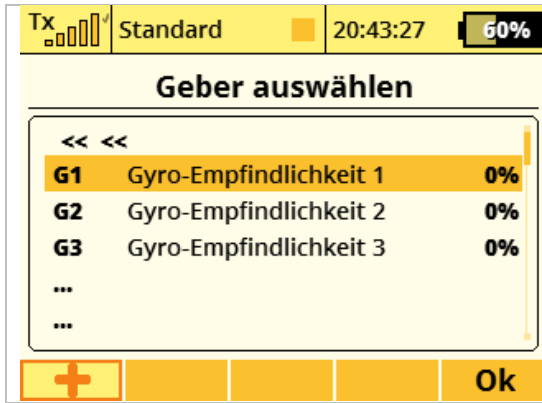 Tx Standard 20:43:27 60%
Geber auswählen
<< <<
G1 Gyro-Empfindlichkeit 1 0%
G2 Gyro-Empfindlichkeit 2 0%
G3 Gyro-Empfindlichkeit 3 0%
...
...
+ Ok